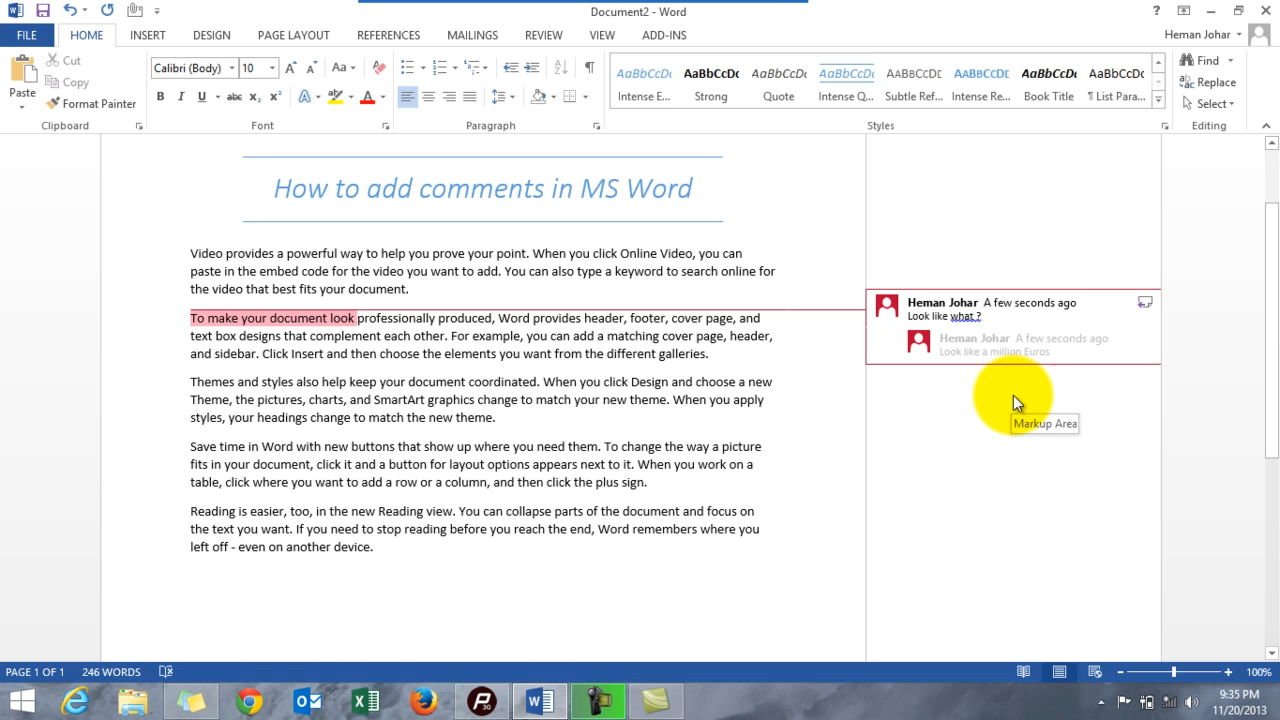 Document2 - Word
?
FILE HOME INSERT DESIGN PAGE LAYOUT REFERENCES MAILINGS REVIEW VIEW ADD-INS
Heman Johar
Paste
Cut
Copy
Format Painter
Clipboard
Calibri (Body) 10
Aa
B I U abc x₂ x² A A
Font
Paragraph
AaBbCcDc AaBbCcDc AaBbCcDc AaBbCcDc AABBCCDD AABBCCDC AaBbCcDc AaBbCcDc
Intense E... Strong Quote Intense Q... Subtle Ref... Intense Re... Book Title ¶ List Para...
Styles
Find
Replace
Select
Editing
How to add comments in MS Word
Video provides a powerful way to help you prove your point. When you click Online Video, you can
paste in the embed code for the video you want to add. You can also type a keyword to search online for
the video that best fits your document.
To make your document look professionally produced, Word provides header, footer, cover page, and
text box designs that complement each other. For example, you can add a matching cover page, header,
and sidebar. Click Insert and then choose the elements you want from the different galleries.
Themes and styles also help keep your document coordinated. When you click Design and choose a new
Theme, the pictures, charts, and SmartArt graphics change to match your new theme. When you apply
styles, your headings change to match the new theme.
Save time in Word with new buttons that show up where you need them. To change the way a picture
fits in your document, click it and a button for layout options appears next to it. When you work on a
table, click where you want to add a row or a column, and then click the plus sign.
Reading is easier, too, in the new Reading view. You can collapse parts of the document and focus on
the text you want. If you need to stop reading before you reach the end, Word remembers where you
left off - even on another device.
Heman Johar A few seconds ago
Look like what ?
Heman Johar A few seconds ago
Look like a million Euros
Markup Area
PAGE 1 OF 1 246 WORDS
100%
9:35 PM
11/20/2013